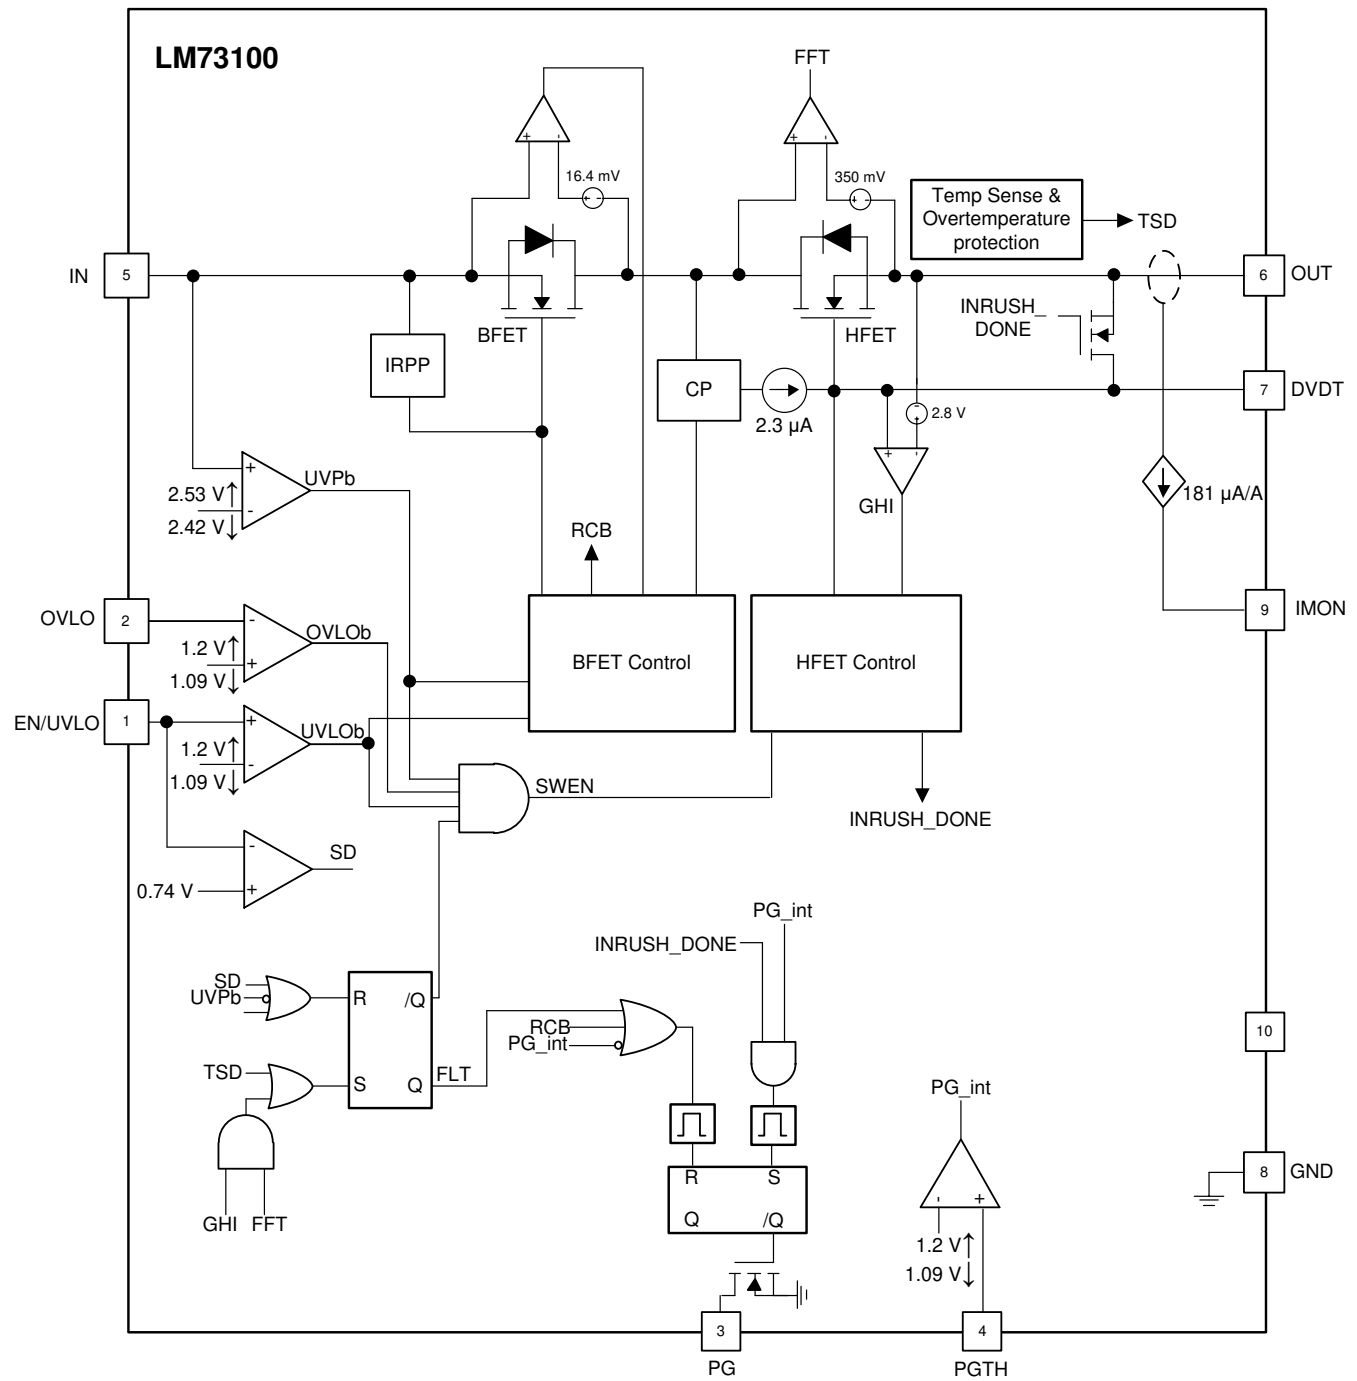 LM73100
FFT
16.4 mV
350 mV
+
-
+
-
+ -
+ -
Temp Sense &
Overtemperature
protection
TSD
IN
5
6
OUT
BFET
HFET
INRUSH_
DONE
IRPP
CP
2.3 µA
7
DVDT
2.8 V
+
-
+
-
UVPb
2.53 V↑
2.42 V↓
GHI
181 µA/A
RCB
OVLO
2
-
+
OVLOb
1.2 V↑
1.09 V↓
9
IMON
BFET Control
HFET Control
EN/UVLO
1
+
-
UVLOb
1.2 V↑
1.09 V↓
SWEN
INRUSH_DONE
-
+
SD
0.74 V
PG_int
INRUSH_DONE
SD
UVPb
R
/Q
S
Q
FLT
TSD
GHI
FFT
RCB
PG_int
R
S
Q
/Q
10
PG_int
-
+
1.2 V↑
1.09 V↓
8
GND
3
PG
4
PGTH